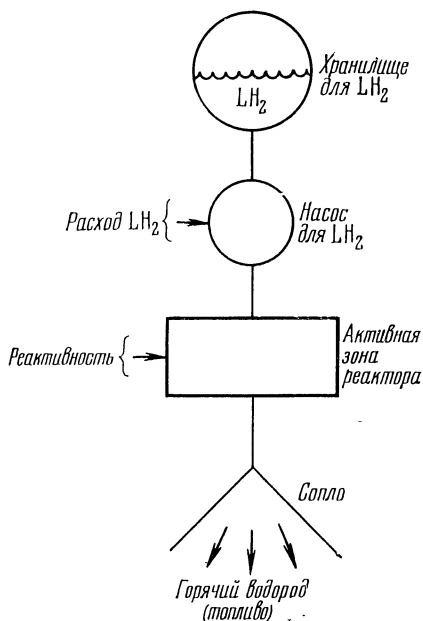 Хранилище
для LH₂
LH₂
Расход LH₂
Насос
для LH₂
Реактивность
Активная
зона
реактора
Сопло
Горячий водород
(топливо)